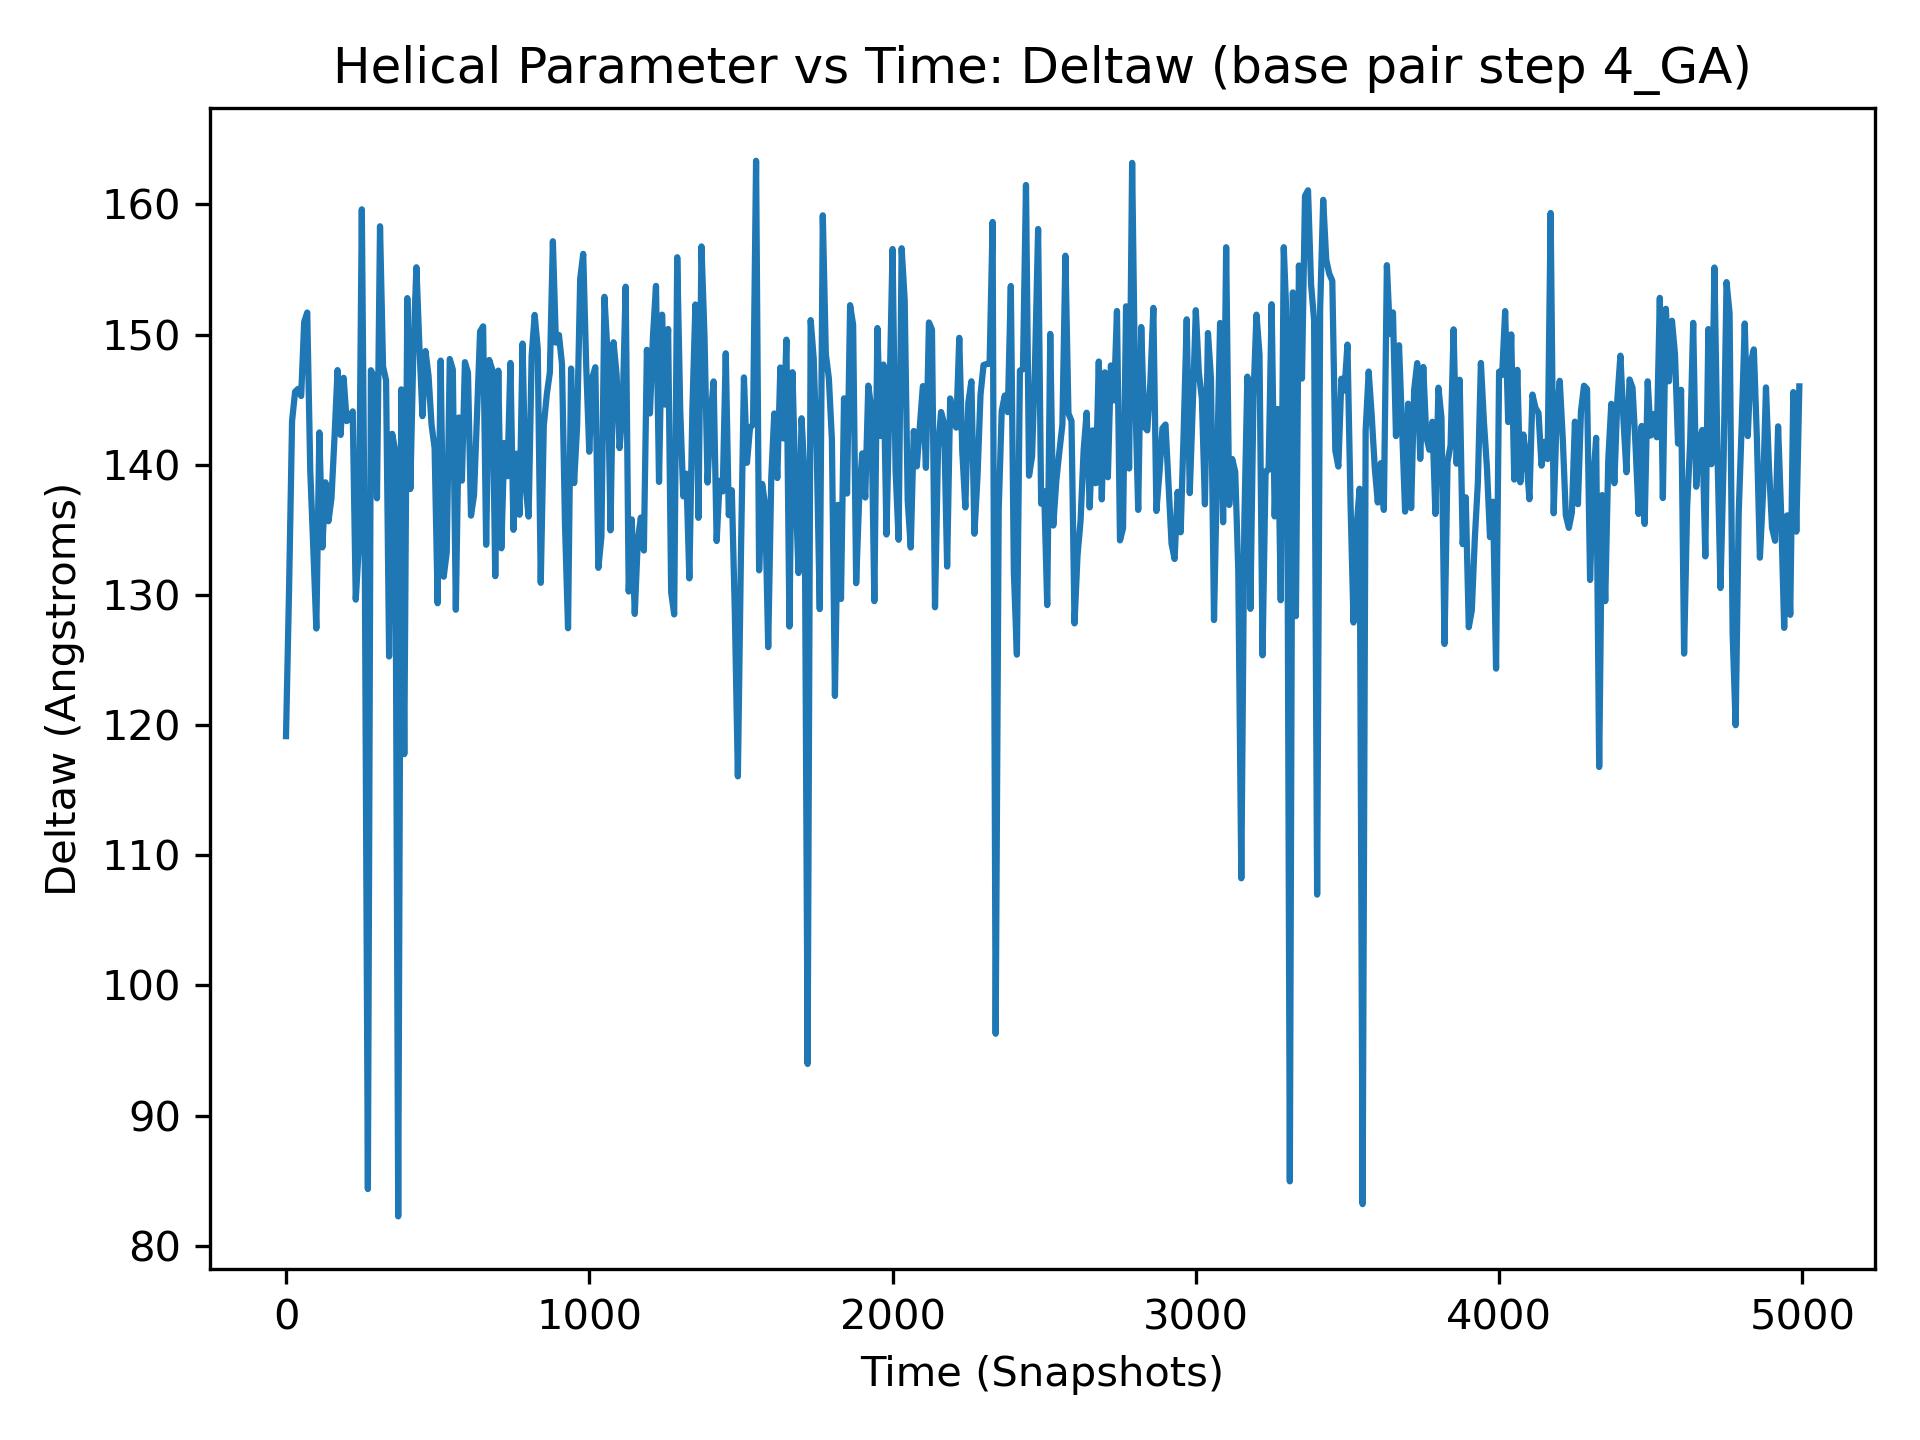 Helical Parameter vs Time: Deltaw (base pair step 4_GA)
Deltaw (Angstroms)
160
150
140
130
120
110
100
90
80
0 1000 2000 3000 4000 5000
Time (Snapshots)